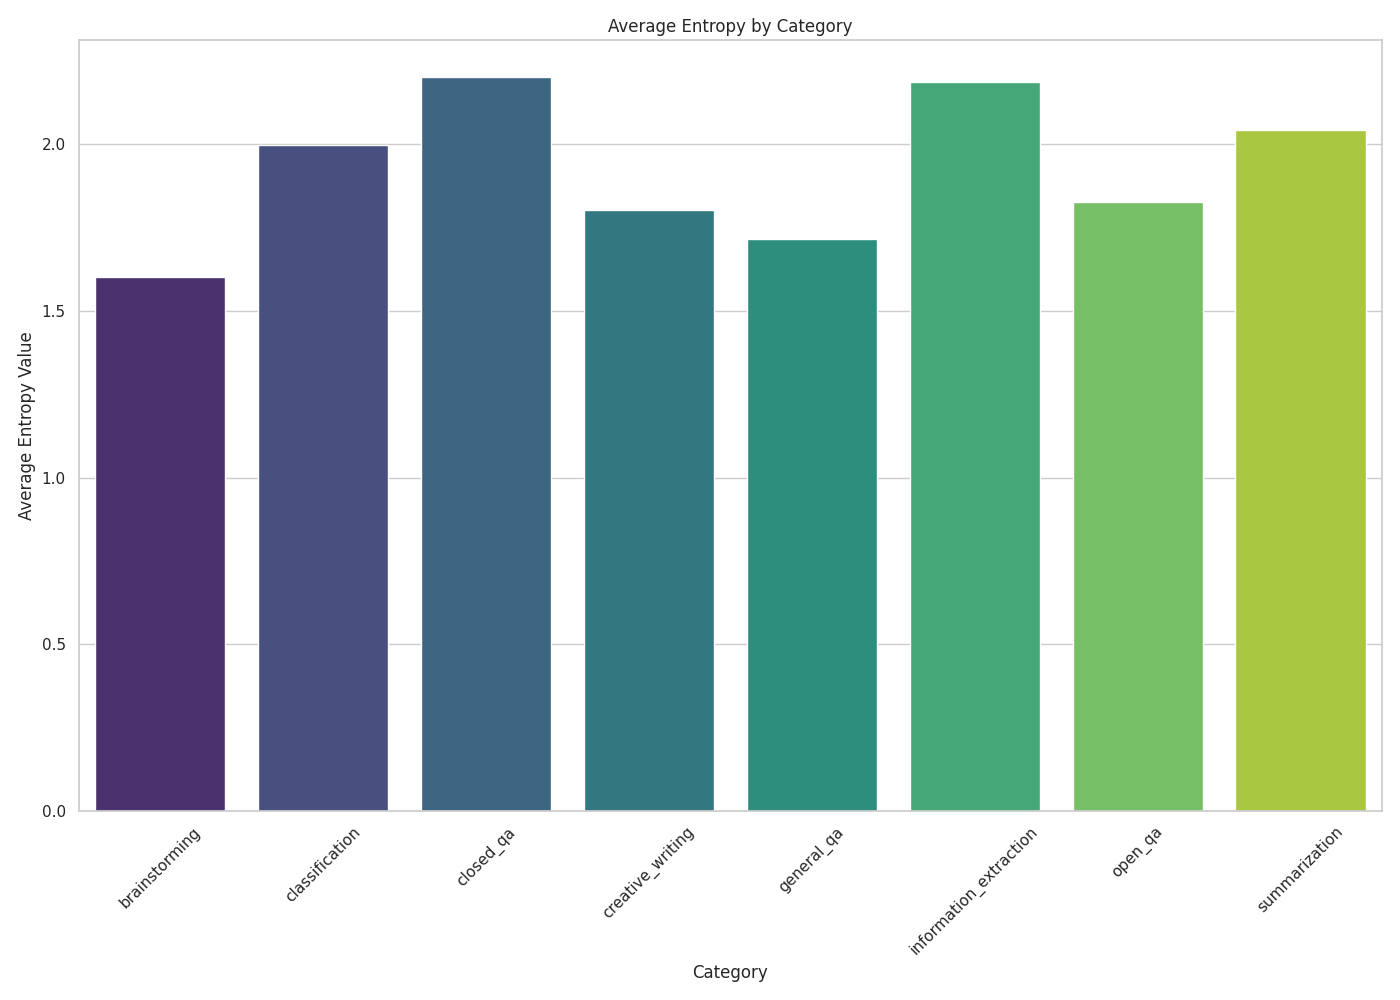 Average Entropy by Category
Average Entropy Value
2.0
1.5
1.0
0.5
0.0
brainstorming
classification
closed_qa
creative_writing
general_qa
information_extraction
open_qa
summarization
Category